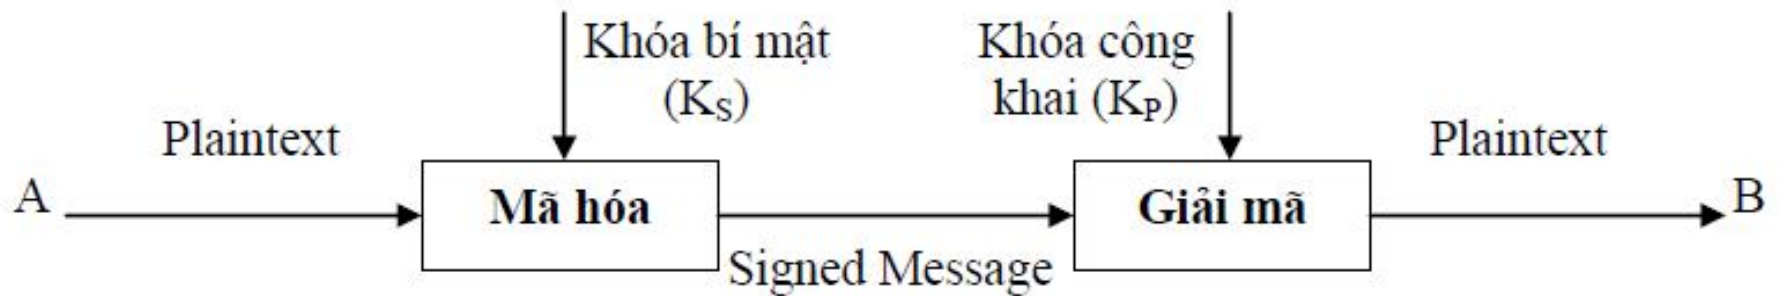 Khóa bí mật
(KS)
Khóa công
khai (KP)
Plaintext
Plaintext
A
Mã hóa
Giải mã
B
Signed Message